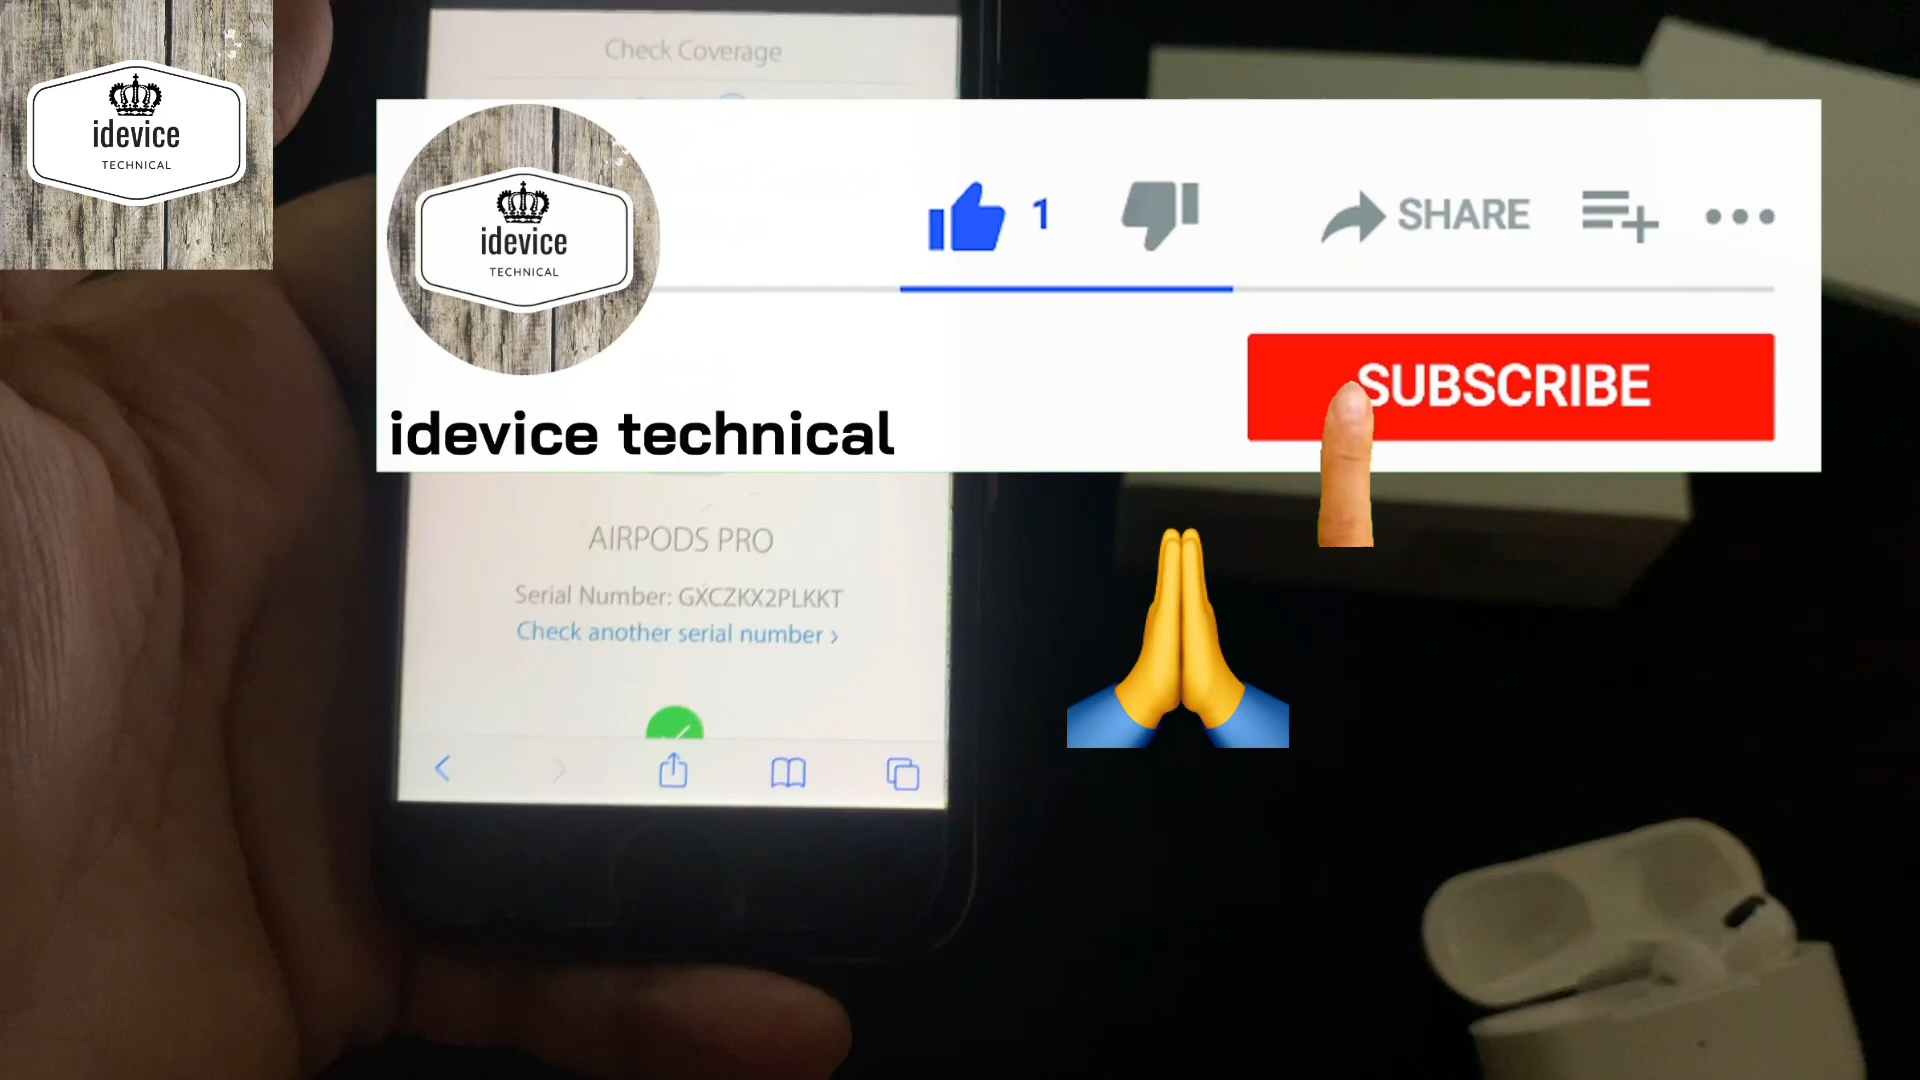 idevice
TECHNICAL
Check Coverage
idevice
TECHNICAL
1
SHARE
SUBSCRIBE
idevice technical
AIRPODS PRO
Serial Number: GXCZKX2PLKKT
Check another serial number ›